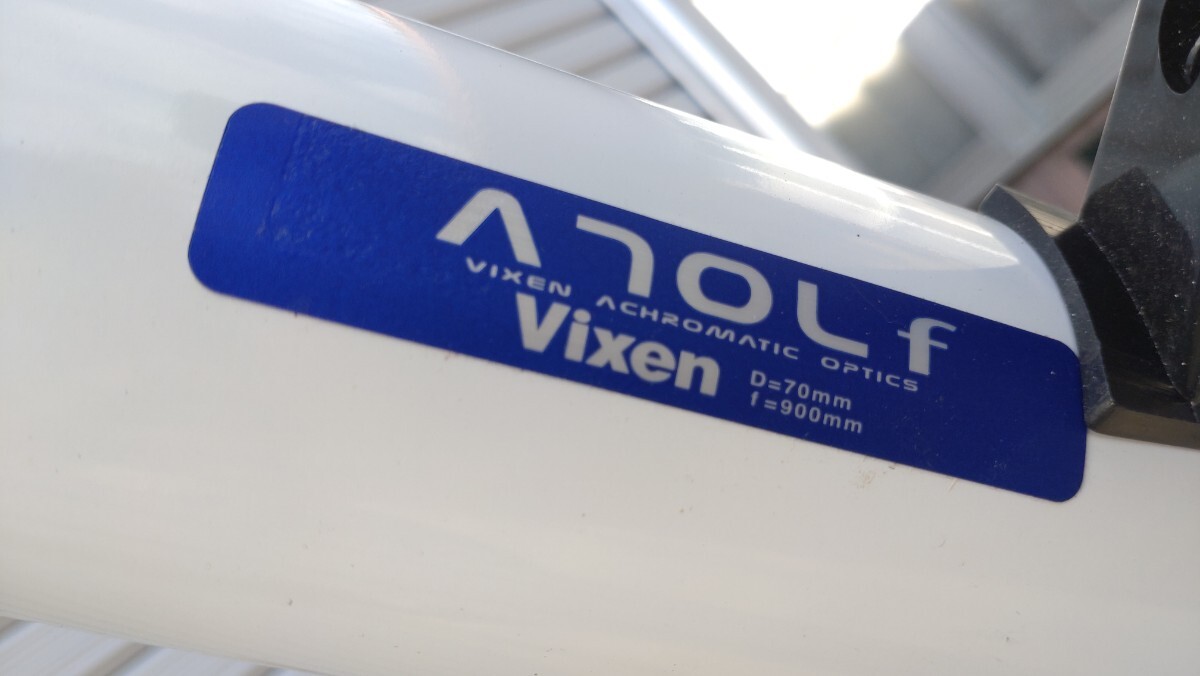 A70Lf
VIXEN ACHROMATIC OPTICS
Vixen
D=70mm
f=900mm